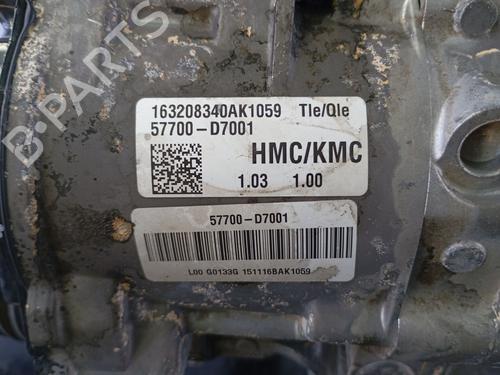 163208340AK1059 Tle/Qle
57700-D7001
HMC/KMC
1.03 1.00
57700-D7001
L00 G0133G 151116BAK1059
B-PARTS